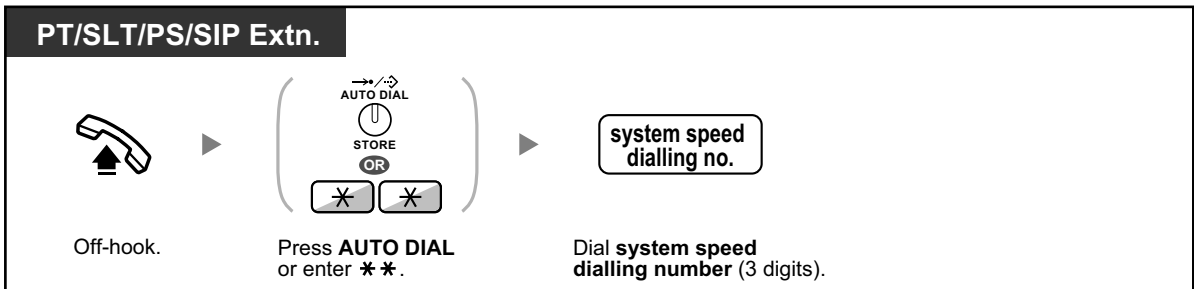 PT/SLT/PS/SIP Extn.
AUTO DIAL
STORE
OR
system speed
dialling no.
Off-hook.
Press AUTO DIAL
or enter ✱✱.
Dial system speed
dialling number (3 digits).